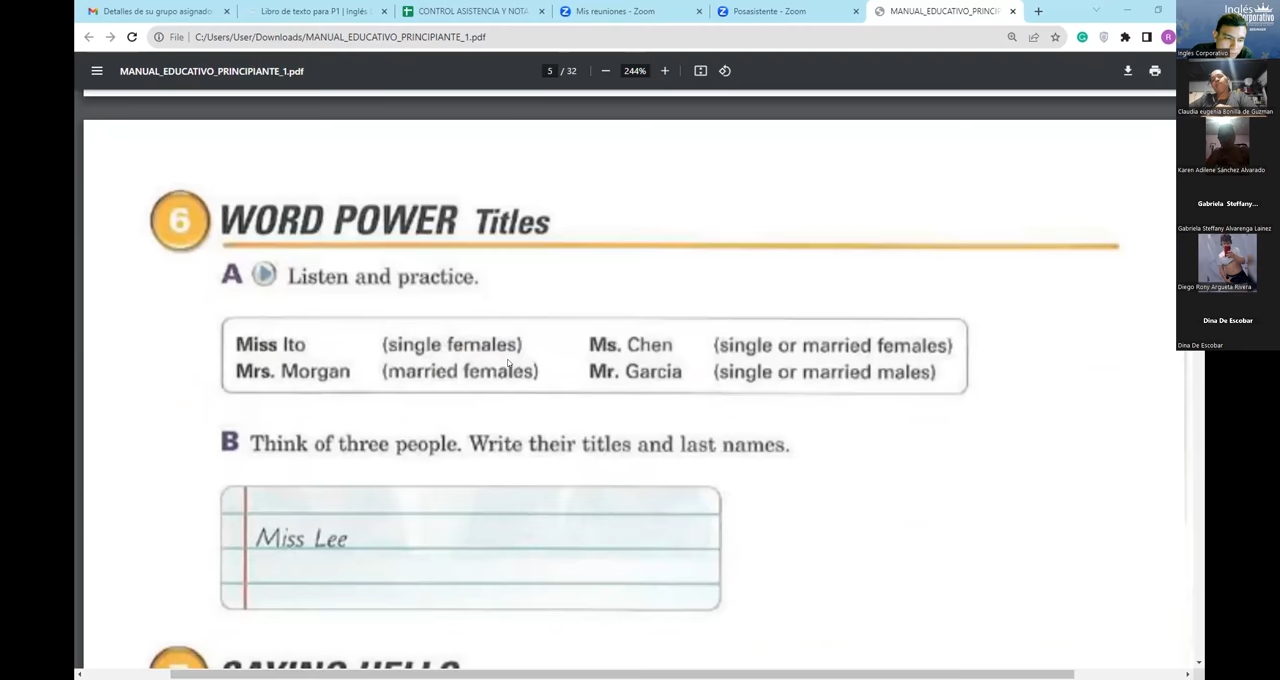 Detalles de su grupo asignado
Libro de texto para P1 | Inglés C
CONTROL ASISTENCIA Y NOTA
Mis reuniones - Zoom
Posasistente - Zoom
MANUAL_EDUCATIVO_PRINCIP
File
C:/Users/User/Downloads/MANUAL_EDUCATIVO_PRINCIPIANTE_1.pdf
R
MANUAL_EDUCATIVO_PRINCIPIANTE_1.pdf
5 / 32
244%
6 WORD POWER Titles
A Listen and practice.
Miss Ito (single females) Ms. Chen (single or married females)
Mrs. Morgan (married females) Mr. Garcia (single or married males)
B Think of three people. Write their titles and last names.
Miss Lee
SAYING HELLO
Inglés
Corporativo
Ingles Corporativo
Claudia eugenia Bonilla de Guzman
Karen Adilene Sánchez Alvarado
Gabriela Steffany...
Gabriela Steffany Alvarenga Lainez
Diego Rony Argueta Rivera
Dina De Escobar
Dina De Escobar